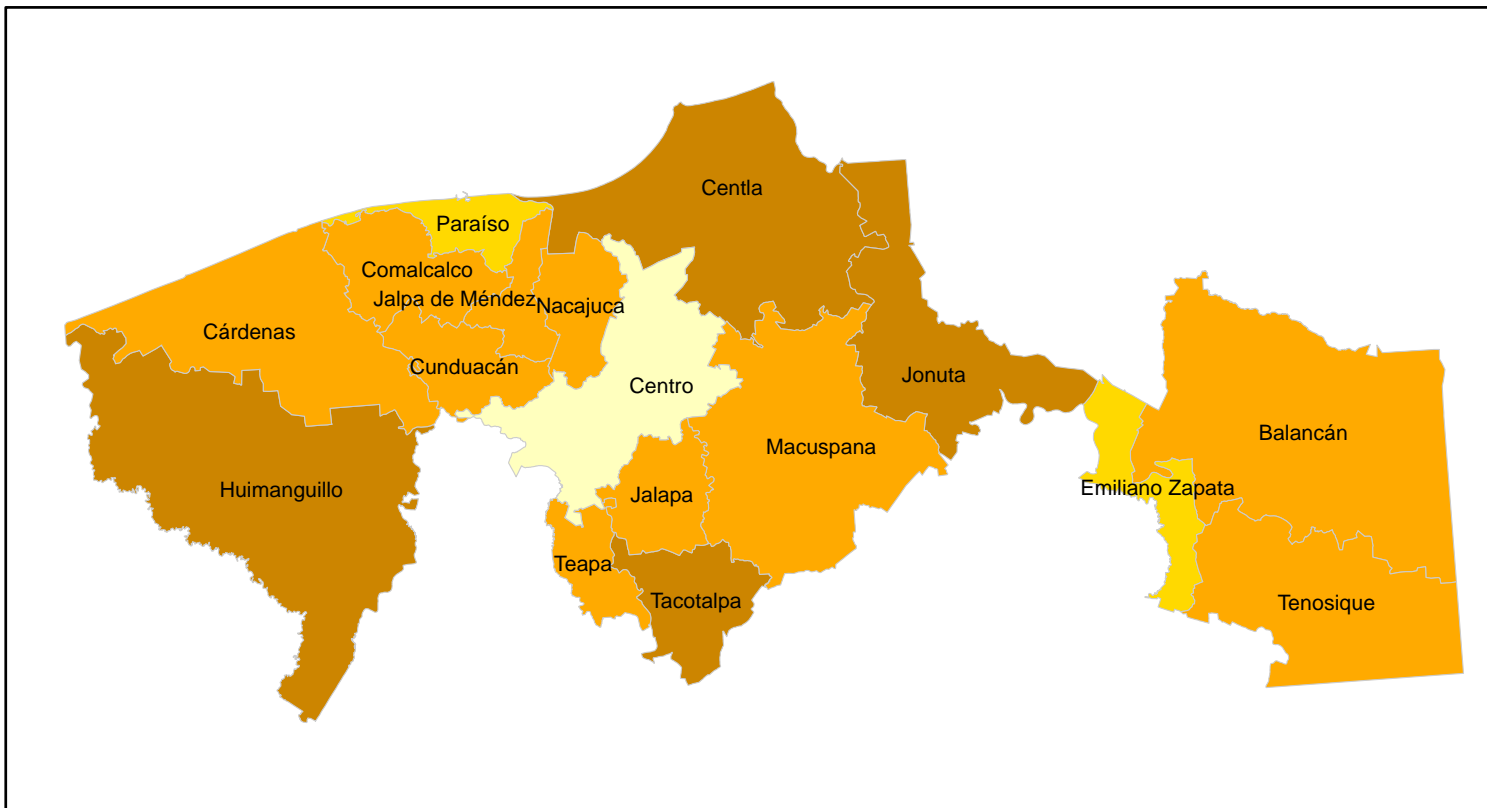 Centla
Paraíso
Comalcalco
Jalpa de Méndez
Nacajuca
Cárdenas
Cunduacán
Centro
Jonuta
Balancán
Macuspana
Huimanguillo
Jalapa
Emiliano Zapata
Teapa
Tacotalpa
Tenosique